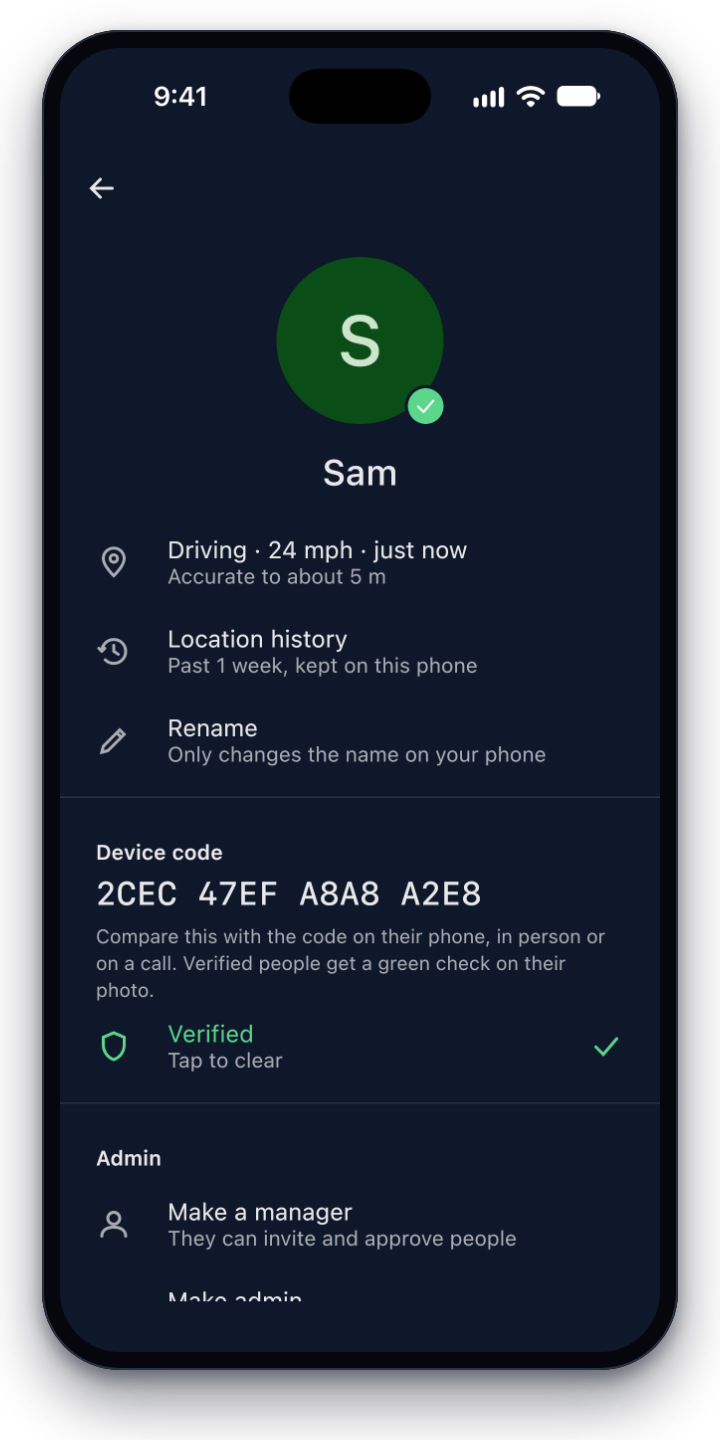 9:41
S
Sam
Driving · 24 mph · just now
Accurate to about 5 m
Location history
Past 1 week, kept on this phone
Rename
Only changes the name on your phone
Device code
2CEC 47EF A8A8 A2E8
Compare this with the code on their phone, in person or
on a call. Verified people get a green check on their
photo.
Verified
Tap to clear
Admin
Make a manager
They can invite and approve people
Make admin